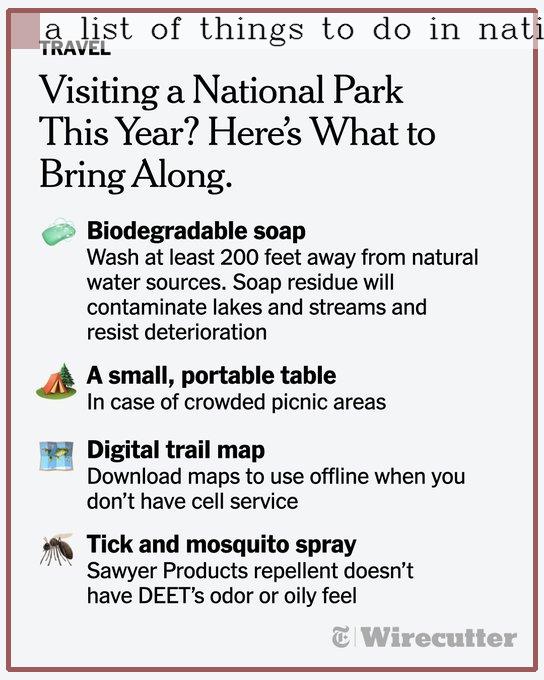 a list of things to do in nati
TRAVEL
Visiting a National Park
This Year? Here’s What to
Bring Along.
Biodegradable soap
Wash at least 200 feet away from natural
water sources. Soap residue will
contaminate lakes and streams and
resist deterioration
A small, portable table
In case of crowded picnic areas
Digital trail map
Download maps to use offline when you
don’t have cell service
Tick and mosquito spray
Sawyer Products repellent doesn’t
have DEET’s odor or oily feel
T Wirecutter